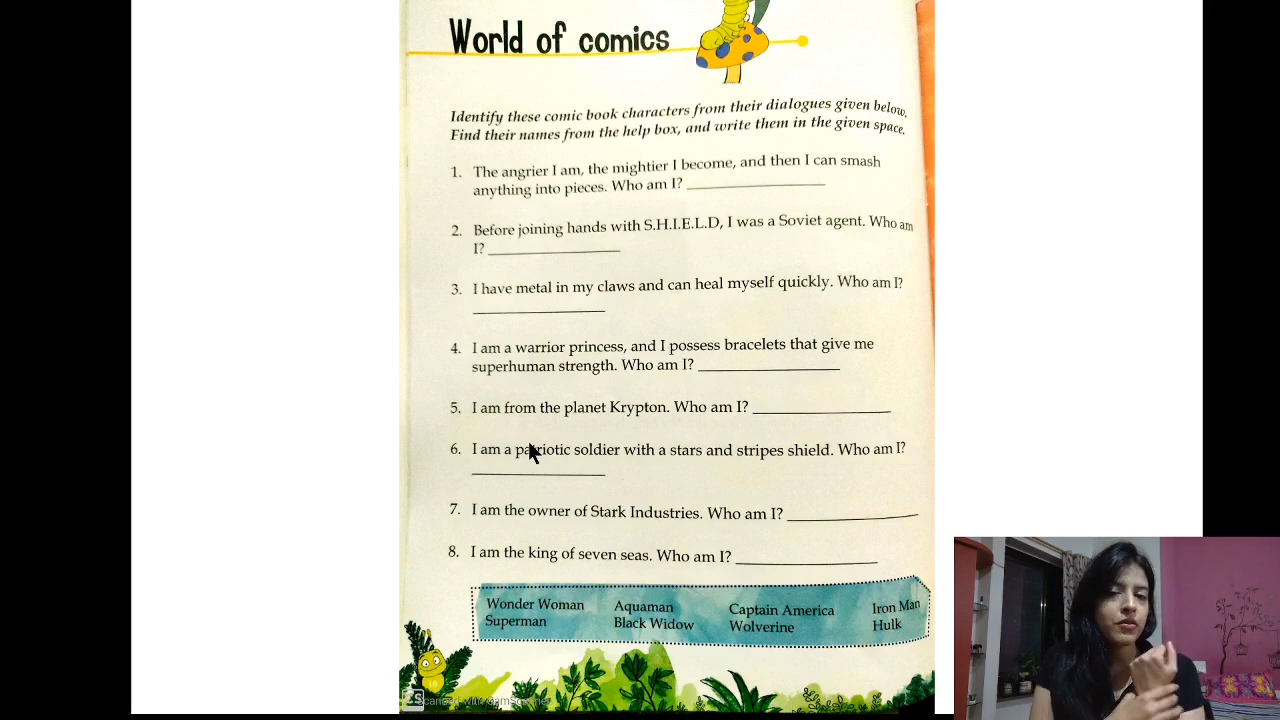 World of comics
Identify these comic book characters from their dialogues given below.
Find their names from the help box, and write them in the given space.
1. The angrier I am, the mightier I become, and then I can smash
anything into pieces. Who am I?
2. Before joining hands with S.H.I.E.L.D, I was a Soviet agent. Who am
I?
3. I have metal in my claws and can heal myself quickly. Who am I?
4. I am a warrior princess, and I possess bracelets that give me
superhuman strength. Who am I?
5. I am from the planet Krypton. Who am I?
6. I am a patriotic soldier with a stars and stripes shield. Who am I?
7. I am the owner of Stark Industries. Who am I?
8. I am the king of seven seas. Who am I?
Wonder Woman Aquaman Captain America Iron Man
Superman Black Widow Wolverine Hulk
CS Scanned with